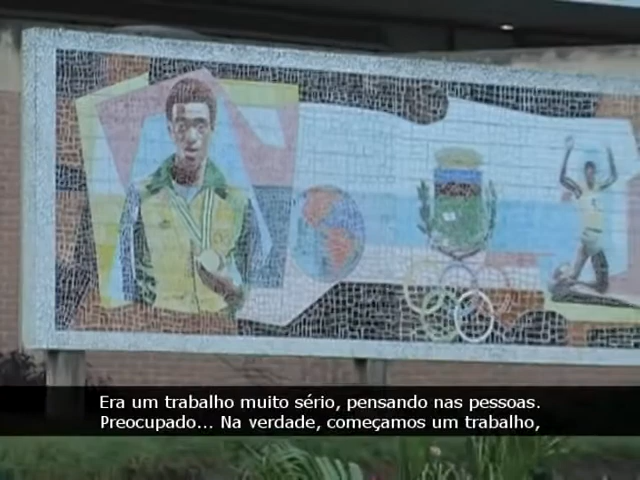 Era um trabalho muito sério, pensando nas pessoas.
Preocupado... Na verdade, começamos um trabalho,